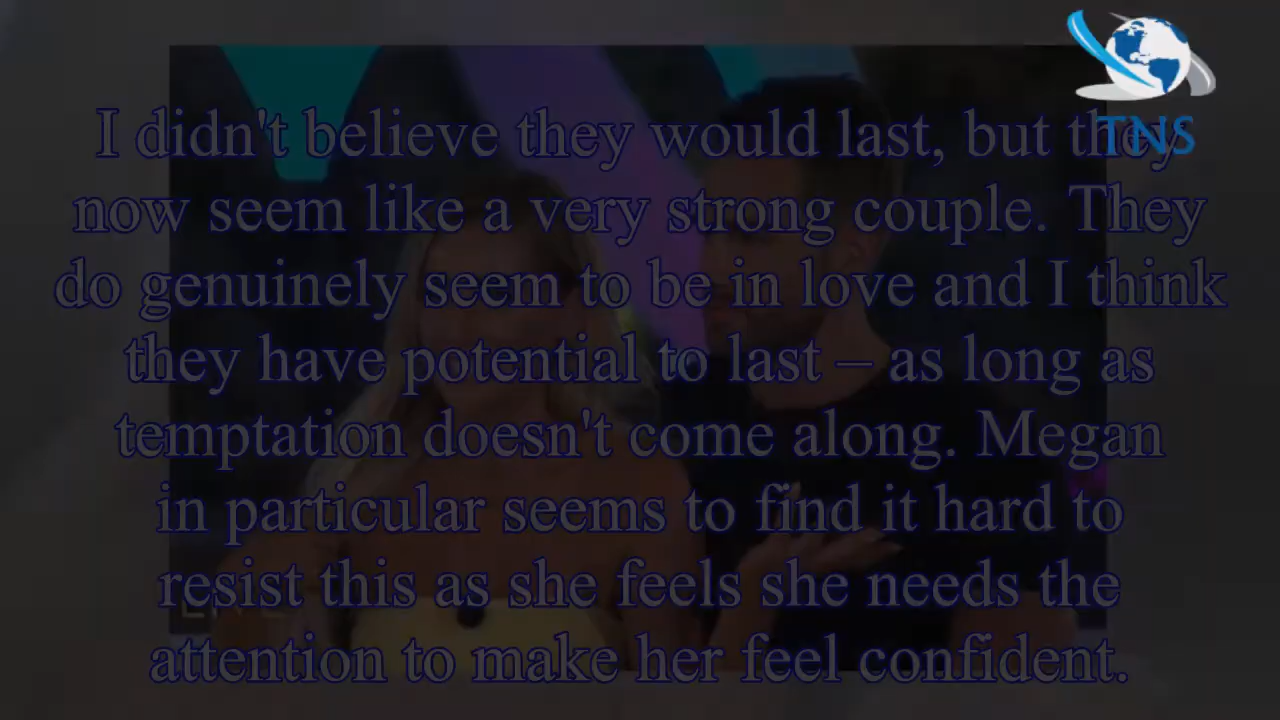 I didn't believe they would last, but they
now seem like a very strong couple. They
do genuinely seem to be in love and I think
they have potential to last – as long as
temptation doesn't come along. Megan
in particular seems to find it hard to
resist this as she feels she needs the
attention to make her feel confident.
TNS